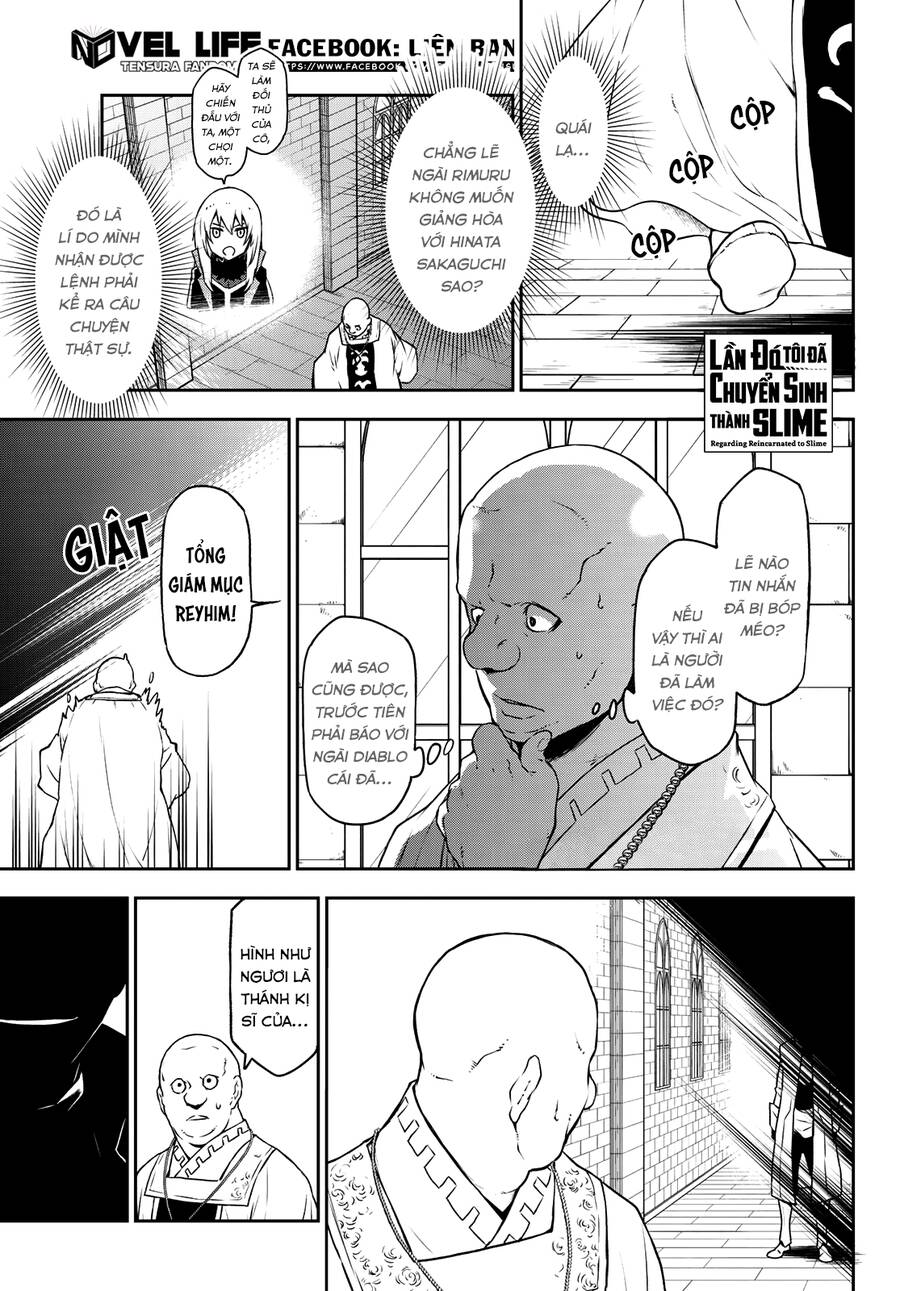 NOVEL LIFE
TENSURA FANDOM
FACEBOOK: LIÊN BAN
HTTPS://WWW.FACEBOOK
CỘP
CỘP
CỘP
QUÁI
LẠ...
CHẲNG LẼ
NGÀI RIMURU
KHÔNG MUỐN
GIẢNG HÒA
VỚI HINATA
SAKAGUCHI
SAO?
TA SẼ
LÀM
ĐỐI
THỦ
CỦA CÔ,
HÃY
CHIẾN
ĐẤU VỚI
TA, MỘT
CHỌI
MỘT.
ĐÓ LÀ
LÍ DO MÌNH
NHẬN ĐƯỢC
LỆNH PHẢI
KỂ RA CÂU
CHUYỆN
THẬT SỰ.
LẦN ĐÓ TÔI ĐÃ
CHUYỂN SINH
THÀNH SLIME
Regarding Reincarnated to Slime
LẼ NÀO
TIN NHẮN
ĐÃ BỊ BÓP
MÉO?
NẾU
VẬY THÌ AI
LÀ NGƯỜI
ĐÃ LÀM
VIỆC ĐÓ?
MÀ SAO
CŨNG ĐƯỢC,
TRƯỚC TIÊN
PHẢI BÁO VỚI
NGÀI DIABLO
CÁI ĐÃ...
TỔNG
GIÁM MỤC
REYHIM!
GIẬT
HÌNH NHƯ
NGƯƠI LÀ
THÁNH KỊ
SĨ CỦA...